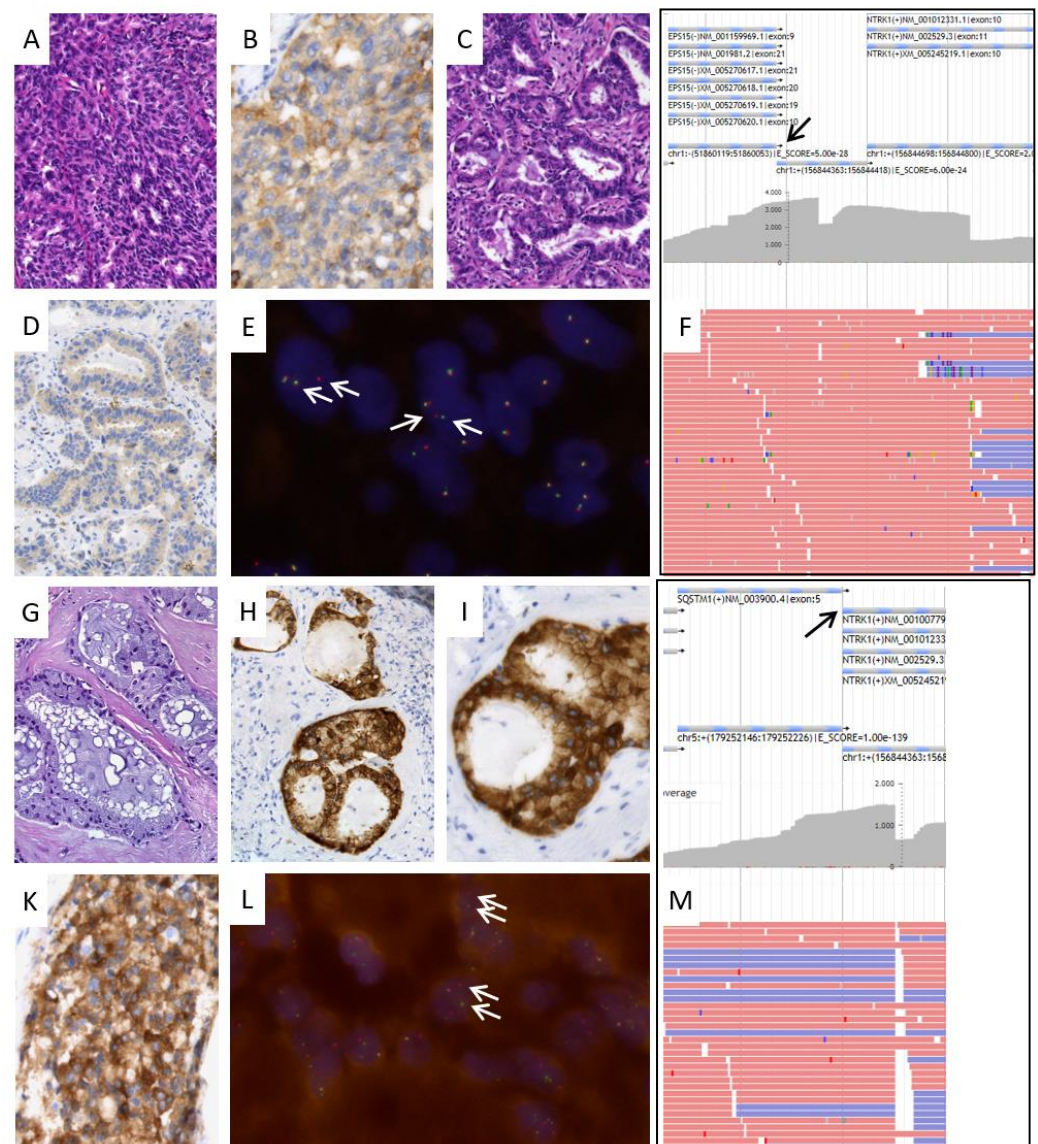 A
B
C
EPS15(-)NM_001159969.1|exon:9
EPS15(-)NM_001981.2|exon:21
EPS15(-)XM_005270617.1|exon:21
EPS15(-)XM_005270618.1|exon:20
EPS15(-)XM_005270619.1|exon:19
EPS15(-)XM_005270620.1|exon:10
NTRK1(+)NM_001012331.1|exon:10
NTRK1(+)NM_002529.3|exon:11
NTRK1(+)XM_005245219.1|exon:10
chr1:-(51860119:51860053)|E_SCORE=5.00e-28
chr1:+(156844698:156844800)|E_SCORE=2.0
chr1:+(156844363:156844418)|E_SCORE=6.00e-24
4.000
3.000
2.000
1.000
0
D
E
F
G
H
I
SQSTM1(+)NM_003900.4|exon:5
NTRK1(+)NM_00100779
NTRK1(+)NM_00101233
NTRK1(+)NM_002529.3
NTRK1(+)XM_00524521
chr5:+(179252146:179252226)|E_SCORE=1.00e-139
chr1:+(156844363:1568
verage
2.000
1.000
0
K
L
M